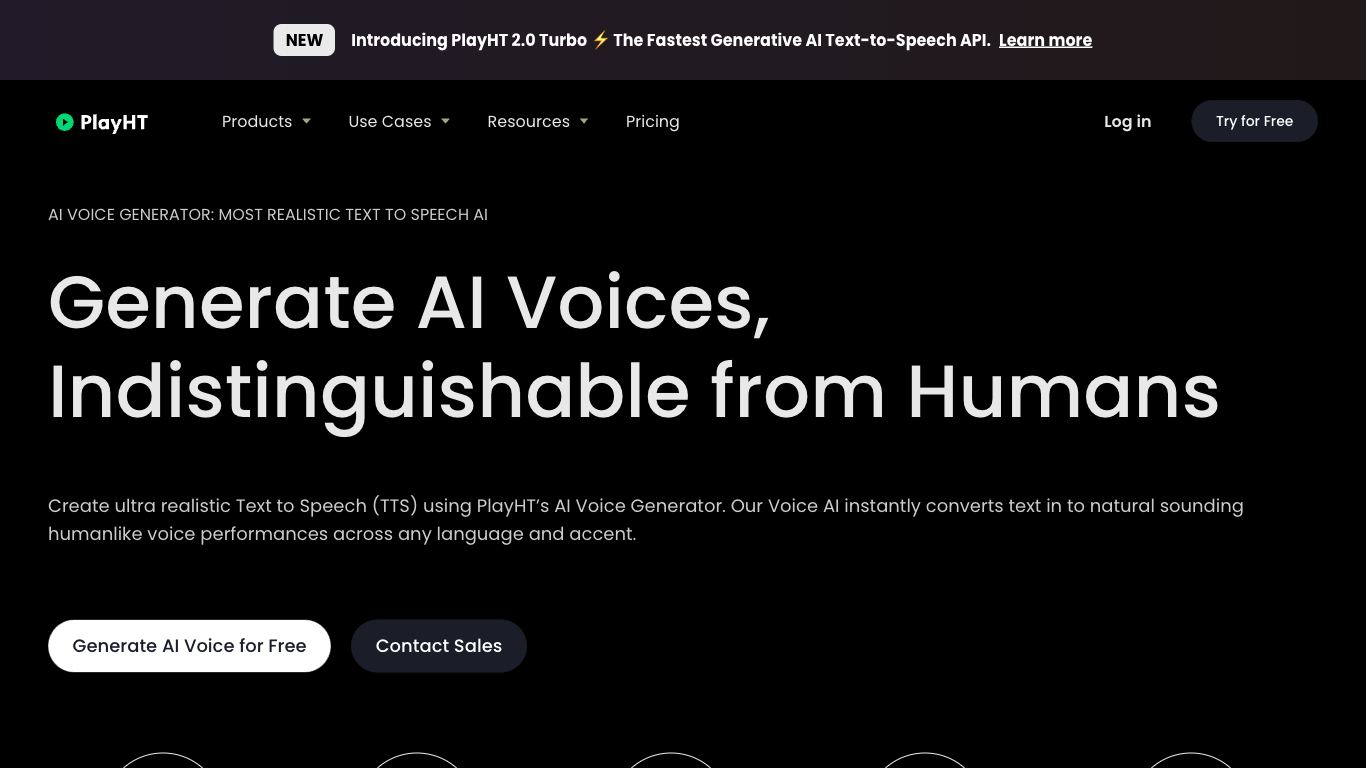 NEW Introducing PlayHT 2.0 Turbo ⚡ The Fastest Generative AI Text-to-Speech API. Learn more
PlayHT Products Use Cases Resources Pricing Log in Try for Free
AI VOICE GENERATOR: MOST REALISTIC TEXT TO SPEECH AI
Generate AI Voices,
Indistinguishable from Humans
Create ultra realistic Text to Speech (TTS) using PlayHT’s AI Voice Generator. Our Voice AI instantly converts text in to natural sounding
humanlike voice performances across any language and accent.
Generate AI Voice for Free Contact Sales